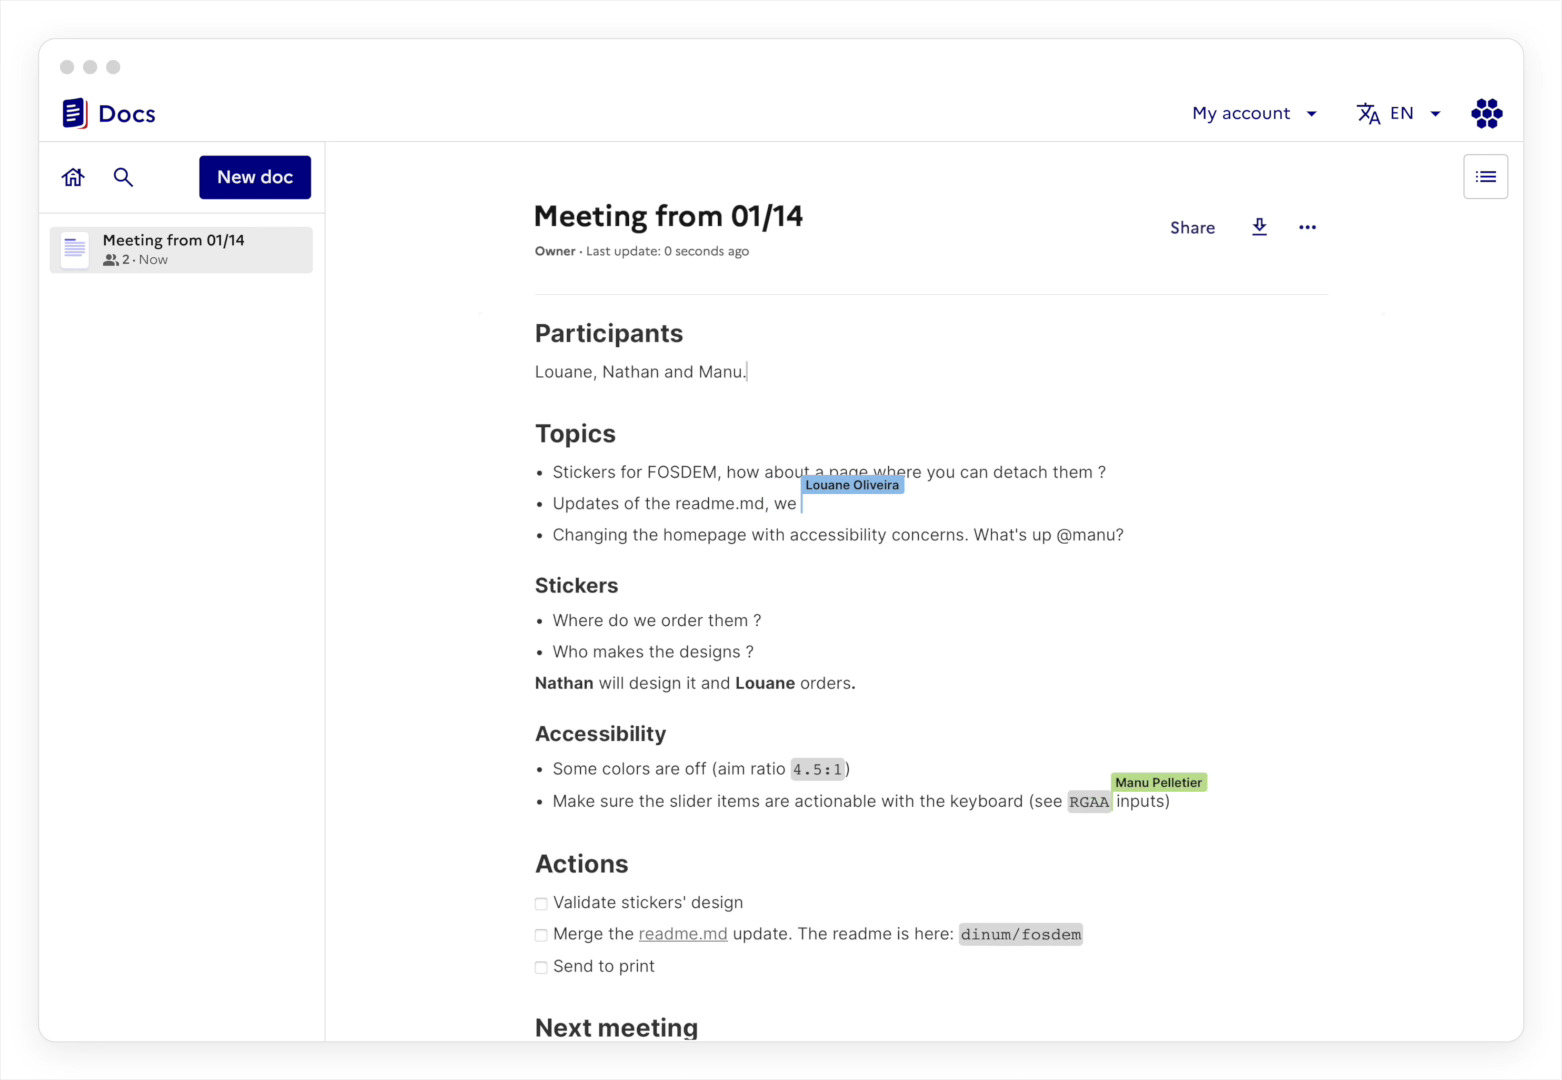 Docs
My account
EN
New doc
Meeting from 01/14
2 · Now
Meeting from 01/14
Owner · Last update: 0 seconds ago
Share
Participants
Louane, Nathan and Manu.
Topics
• Stickers for FOSDEM, how about a page where you can detach them ?
Louane Oliveira
• Updates of the readme.md, we
• Changing the homepage with accessibility concerns. What's up @manu?
Stickers
• Where do we order them ?
• Who makes the designs ?
Nathan will design it and Louane orders.
Accessibility
• Some colors are off (aim ratio 4.5:1)
Manu Pelletier
• Make sure the slider items are actionable with the keyboard (see RGAA inputs)
Actions
Validate stickers' design
Merge the readme.md update. The readme is here: dinum/fosdem
Send to print
Next meeting